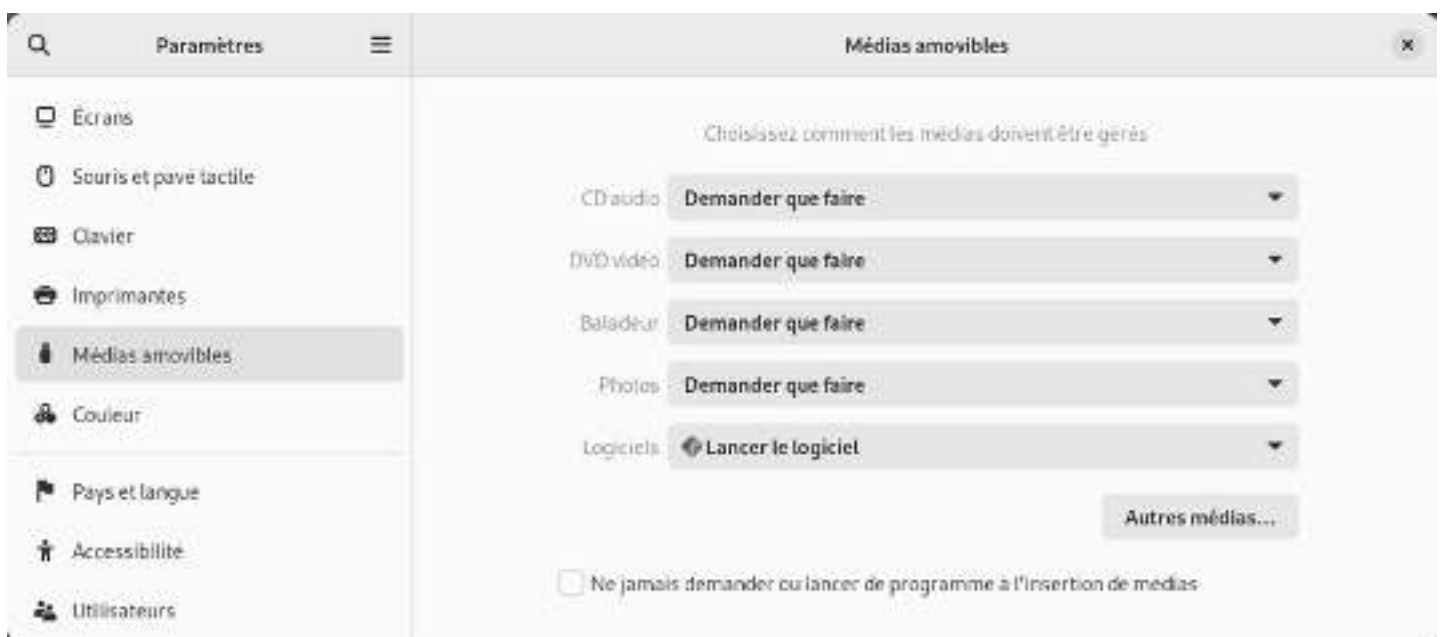 Paramètres
Médias amovibles
Écrans
Souris et pavé tactile
Clavier
Imprimantes
Médias amovibles
Couleur
Pays et langue
Accessibilité
Utilisateurs
Choisissez comment les médias doivent être gérés
CD audio Demander que faire
DVD vidéo Demander que faire
Baladeur Demander que faire
Photos Demander que faire
Logiciels Lancer le logiciel
Autres médias...
Ne jamais demander ou lancer de programme à l'insertion de médias